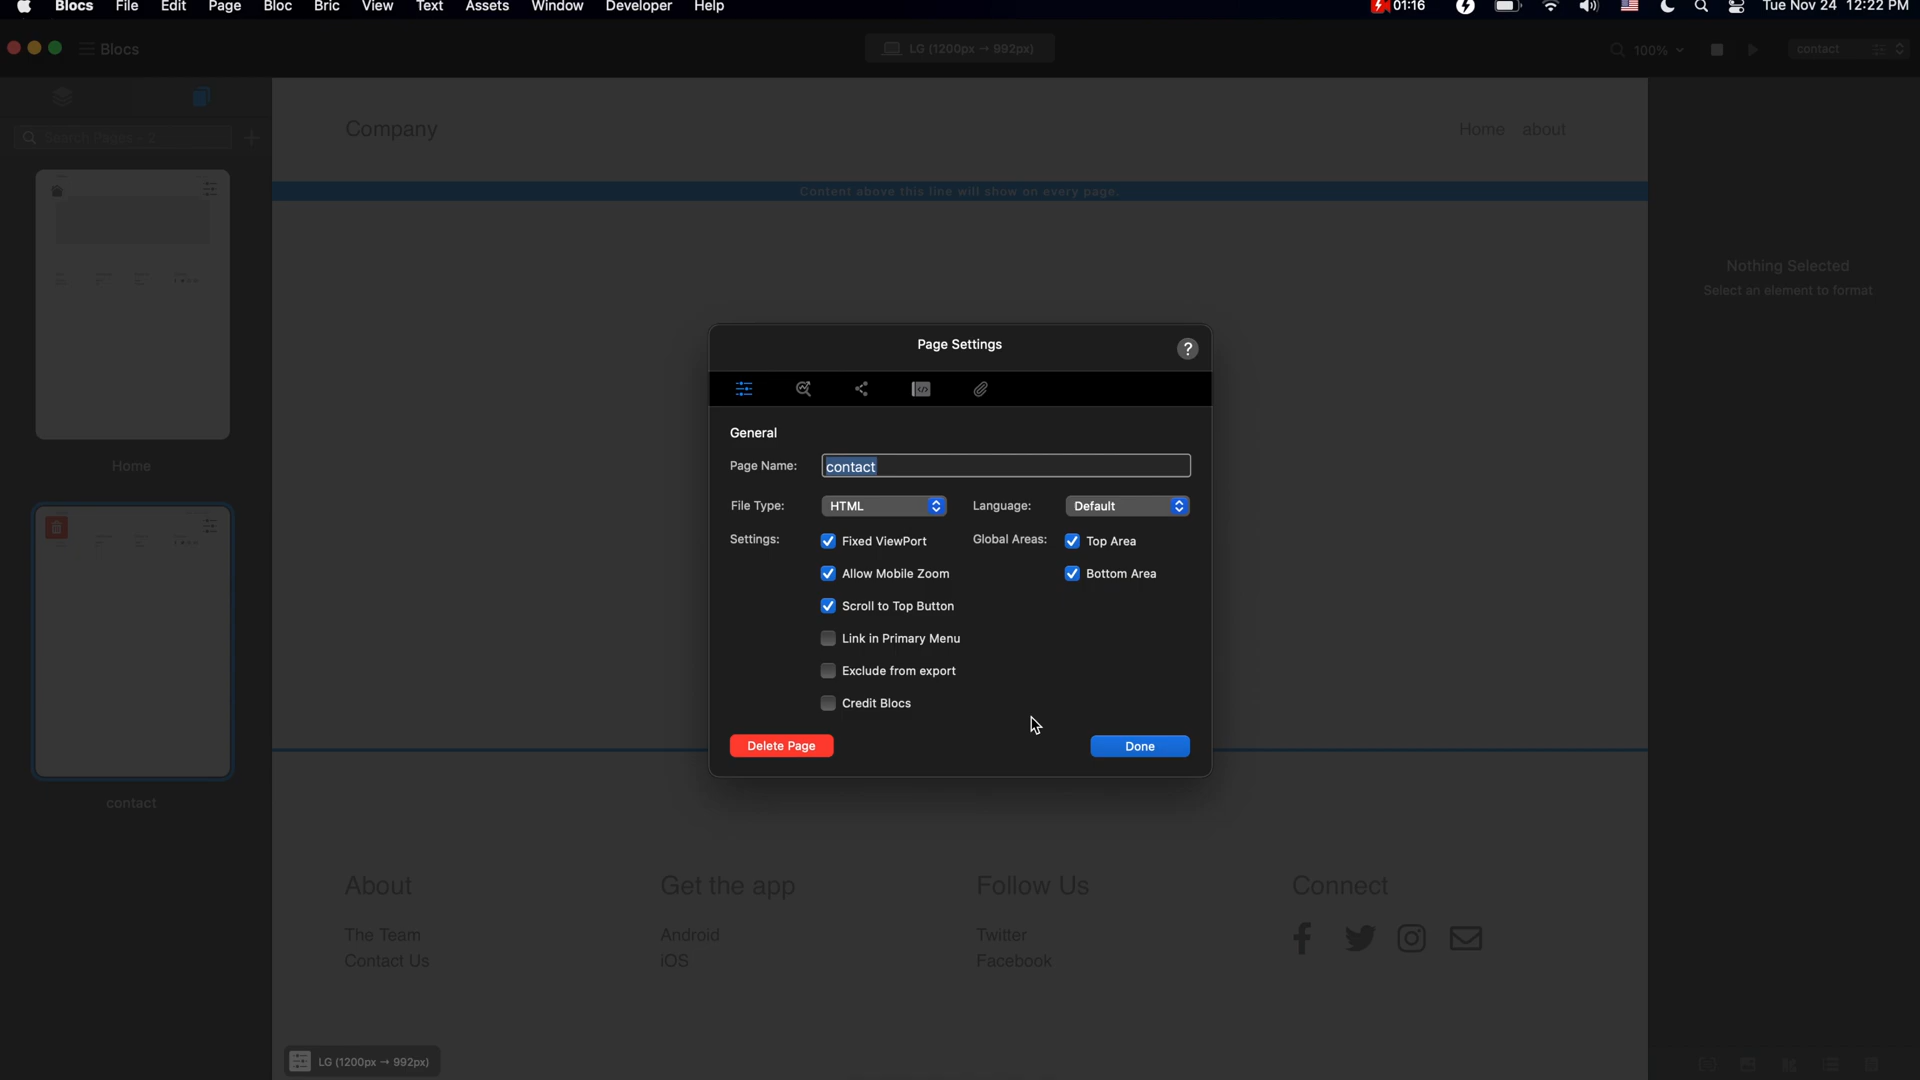 Blocs File Edit Page Bloc Bric View Text Assets Window Developer Help 01:16 Tue Nov 24 12:22 PM
Blocs LG (1200px → 992px) 100% contact
Search Pages - 2
Company Home about
Content above this line will show on every page.
Nothing Selected
Select an element to format
Page Settings ?
General
Page Name: contact
Home
File Type: HTML Language: Default
Settings: Fixed ViewPort Global Areas: Top Area
Allow Mobile Zoom Bottom Area
Scroll to Top Button
Link in Primary Menu
Exclude from export
Credit Blocs
Delete Page Done
contact
About Get the app Follow Us Connect
The Team Android Twitter
Contact Us iOS Facebook
LG (1200px → 992px)